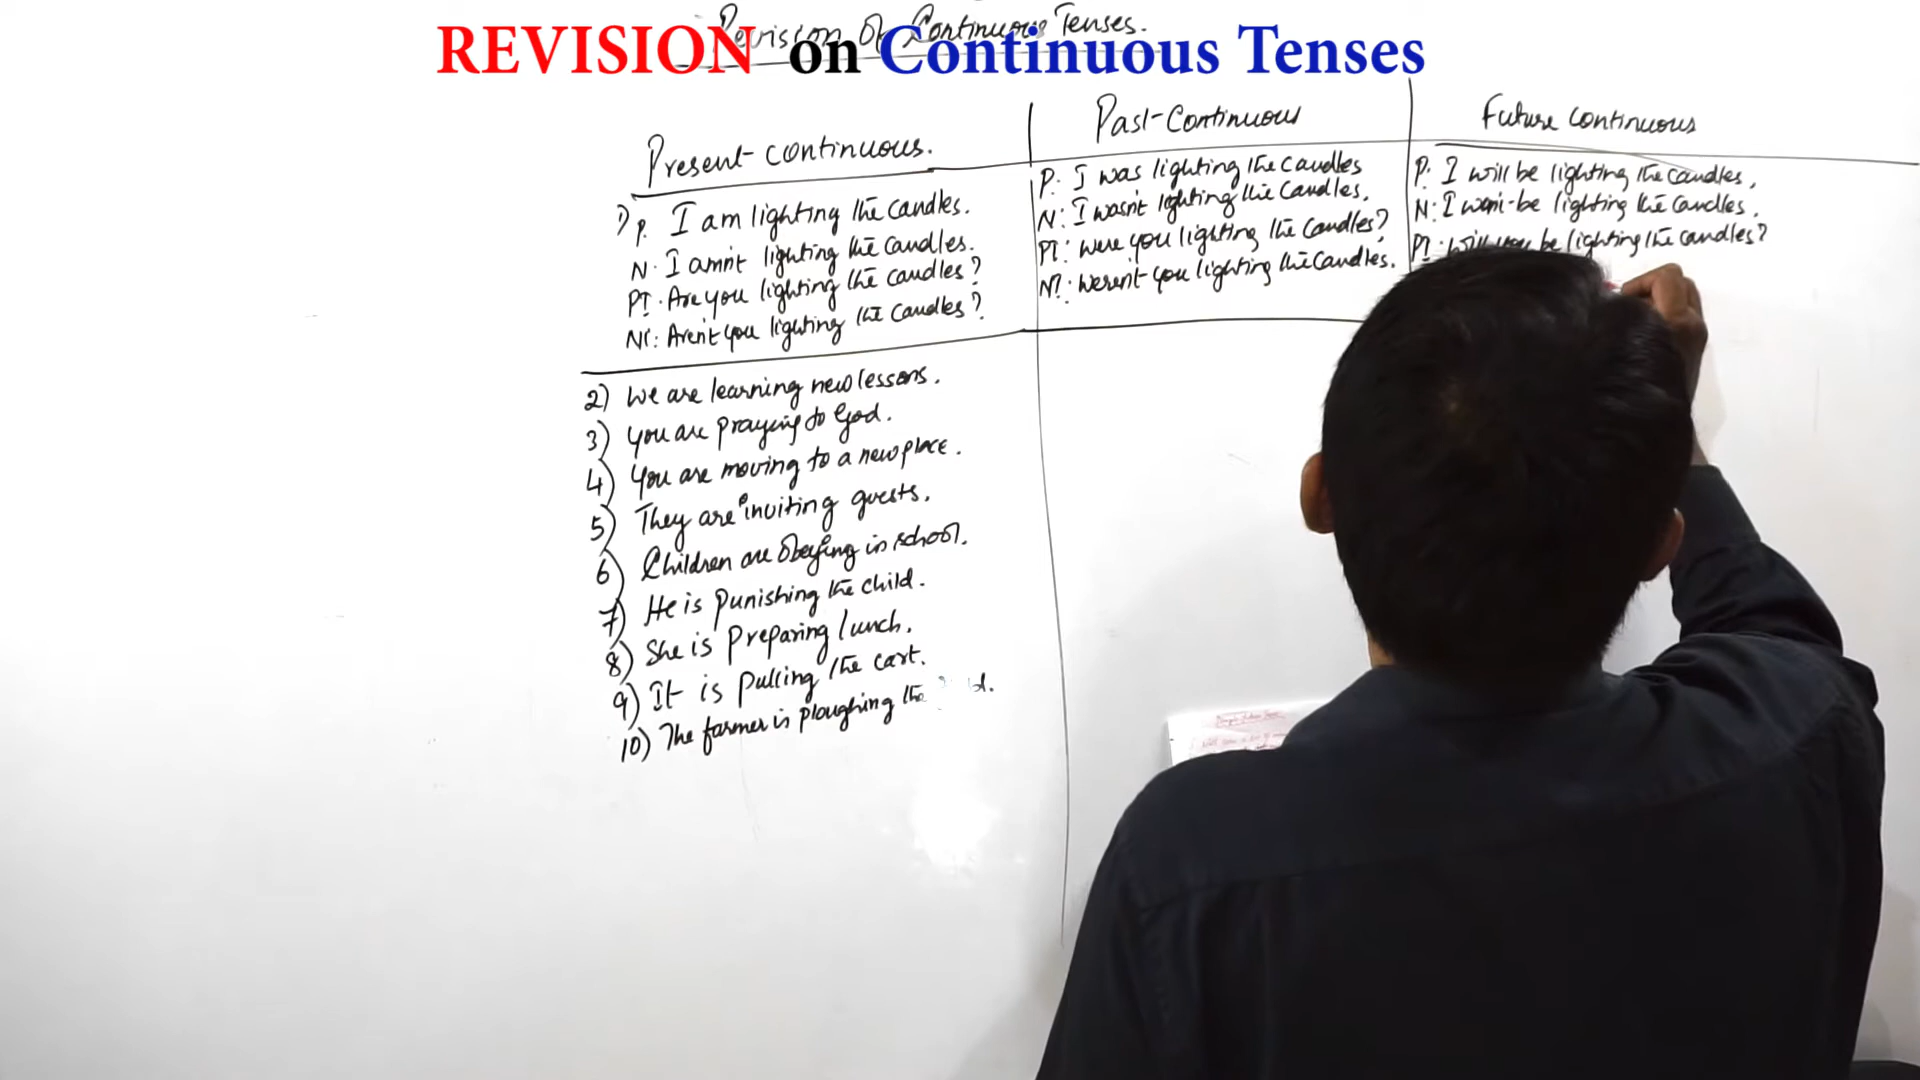 Revision Of Continuous Tenses.
REVISION on Continuous Tenses
Present continuous.
1) P. I am lighting the candles.
N. I amn't lighting the candles.
P?. Are you lighting the candles?
N?: Aren't you lighting the candles?
2) We are learning new lessons.
3) You are praying to God.
4) You are moving to a new place.
5) They are inviting guests.
6) Children are obeying in school.
7) He is punishing the child.
8) She is preparing lunch.
9) It is pulling the cart.
10) The farmer is ploughing the
Past-Continuous
P: I was lighting the candles
N: I wasn't lighting the candles.
P?: Were you lighting the candles?
N?: Weren't you lighting the candles.
Future continuous
P: I will be lighting the candles.
N: I won't be lighting the candles.
P?: Will you be lighting the candles?